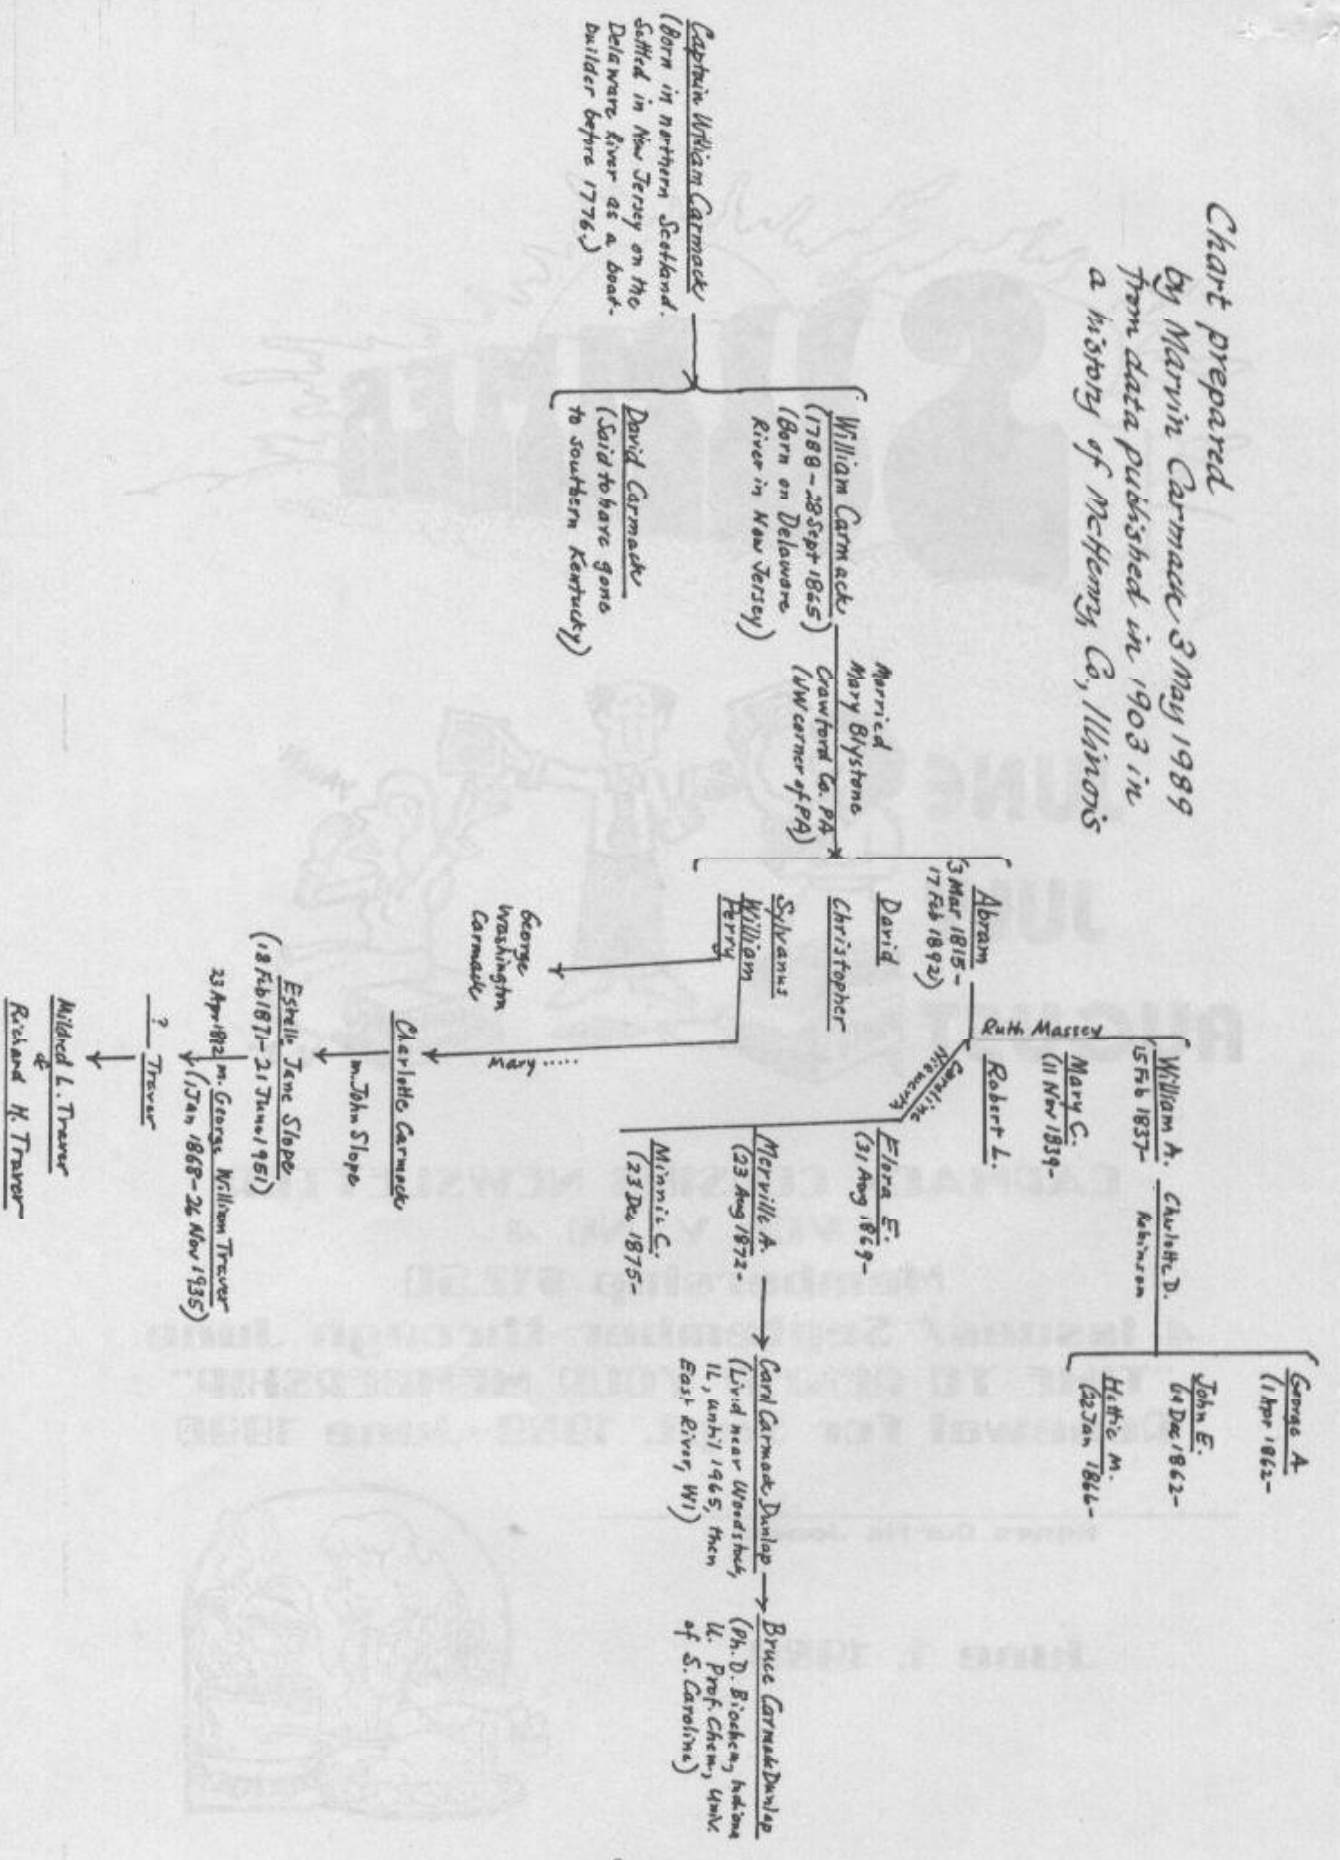 Chart prepared
by Marvin Carmack 3 May 1989
from data published in 1903 in
a history of McHenry Co, Illinois
Captain William Carmack
(Born in northern Scotland.
Settled in New Jersey on the
Delaware River as a boat-
builder before 1776.)
William Carmack
(1788 - 28 Sept 1865)
(Born on Delaware
River in New Jersey)
David Carmack
(Said to have gone
to southern Kentucky)
Married
Mary Blystone
Crawford Co. PA
(NW corner of PA)
Abram
(3 Mar 1815-
17 Feb 1892)
David
Christopher
Sylvanus
William
Perry
George
Washington
Carmack
Ruth Massey
William A.
15 Feb 1837-
Mary C.
(11 Nov 1839-
Robert L.
Charlotte D.
Robinson
George A
(1 Apr 1862-
John E.
Dec 1862-
Hattie M.
(22 Jan 1866-
Caroline
Elora E.
(31 Aug 1869-
Merville A.
(23 Aug 1872-
Minnie C.
(23 Dec 1875-
Carmack Dunlap
(Lived near Woodstock,
IL, until 1965, then
East River, WI)
Bruce Carmack Dunlap
(Ph.D. Biochem, Indiana
U. Prof. Chem., Univ.
of S. Carolina)
Mary .....
Charlotte Carmack
m. John Slope
Estelle Jane Slope
(18 Feb 1871 - 21 June 1951)
23 Apr 1892 m. George William Traver
(1 Jan 1868 - 26 Nov 1935)
? Traver
Mildred L. Traver
&
Richard H. Traver